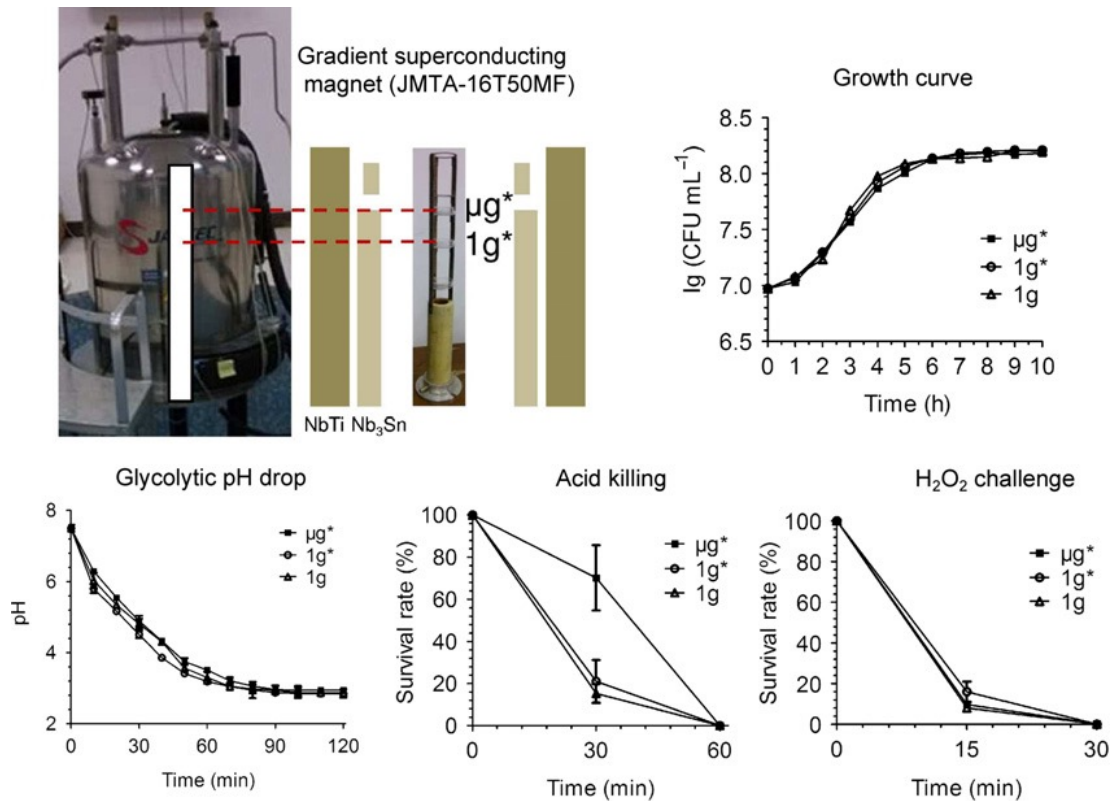 Gradient superconducting
magnet (JMTA-16T50MF)
µg*
1g*
NbTi Nb₃Sn
Growth curve
lg (CFU mL⁻¹)
8.5
8.0
7.5
7.0
6.5
µg*
1g*
1g
0 1 2 3 4 5 6 7 8 9 10
Time (h)
Glycolytic pH drop
pH
8
6
4
2
µg*
1g*
1g
0 30 60 90 120
Time (min)
Acid killing
Survival rate (%)
100
80
60
40
20
0
µg*
1g*
1g
0 30 60
Time (min)
H₂O₂ challenge
Survival rate (%)
100
80
60
40
20
0
µg*
1g*
1g
0 15 30
Time (min)